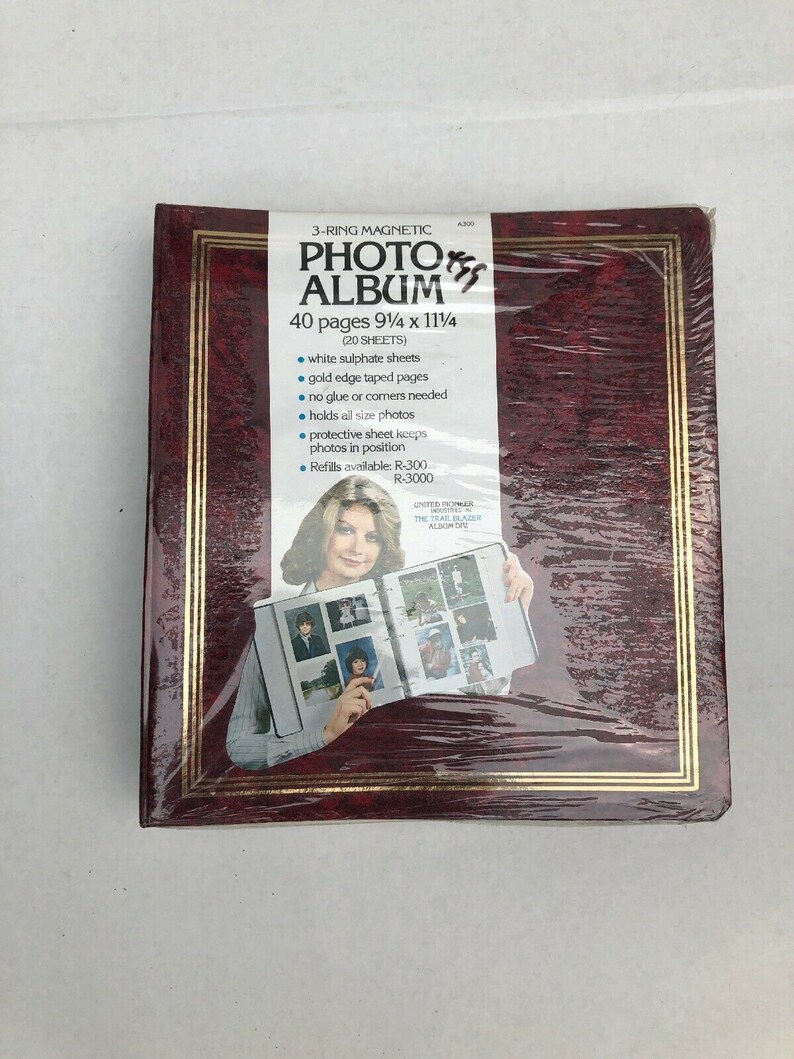 3-RING MAGNETIC
A300
PHOTO
ALBUM
40 pages 9¼ x 11¼
(20 SHEETS)
• white sulphate sheets
• gold edge taped pages
• no glue or corners needed
• holds all size photos
• protective sheet keeps
photos in position
• Refills available: R-300
R-3000
UNITED PIONEER
INDUSTRIES INC
THE TRAIL BLAZER
ALBUM DIV.